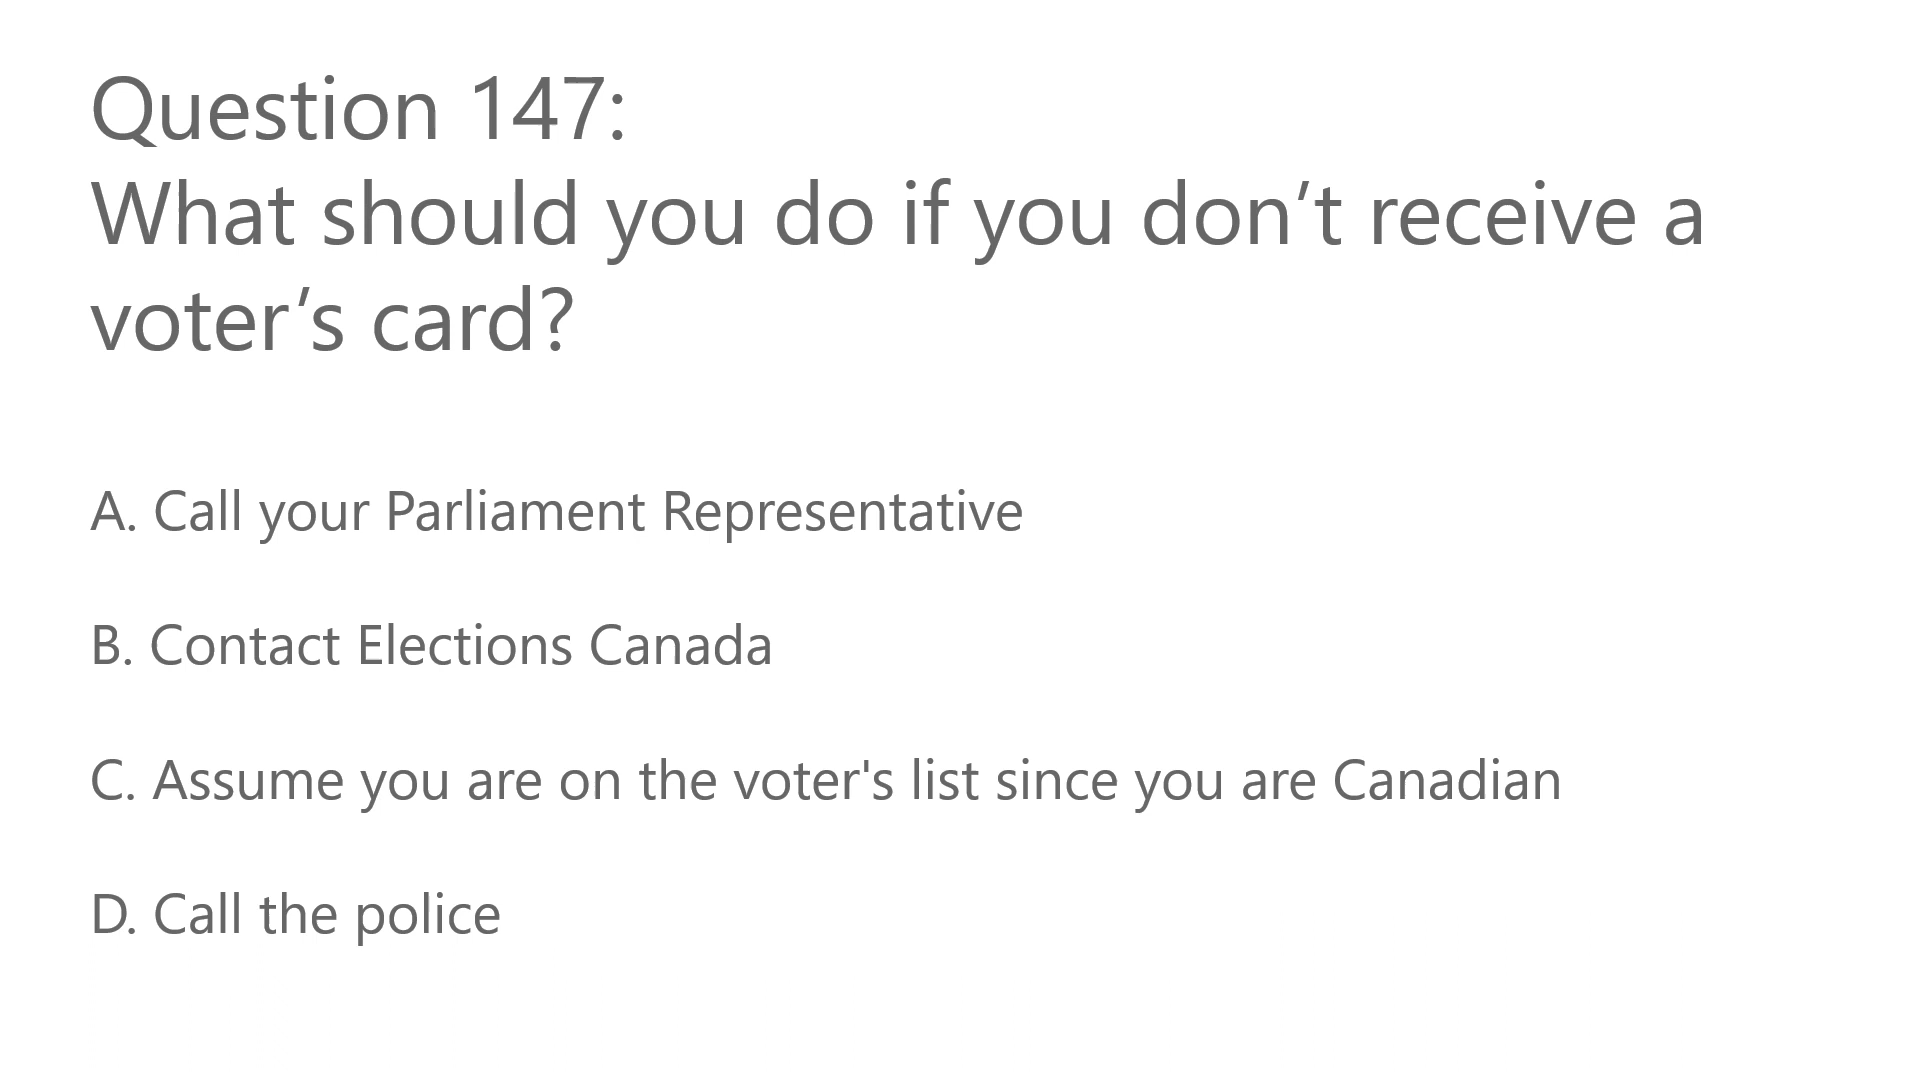 Question 147:
What should you do if you don’t receive a
voter’s card?
A. Call your Parliament Representative
B. Contact Elections Canada
C. Assume you are on the voter's list since you are Canadian
D. Call the police